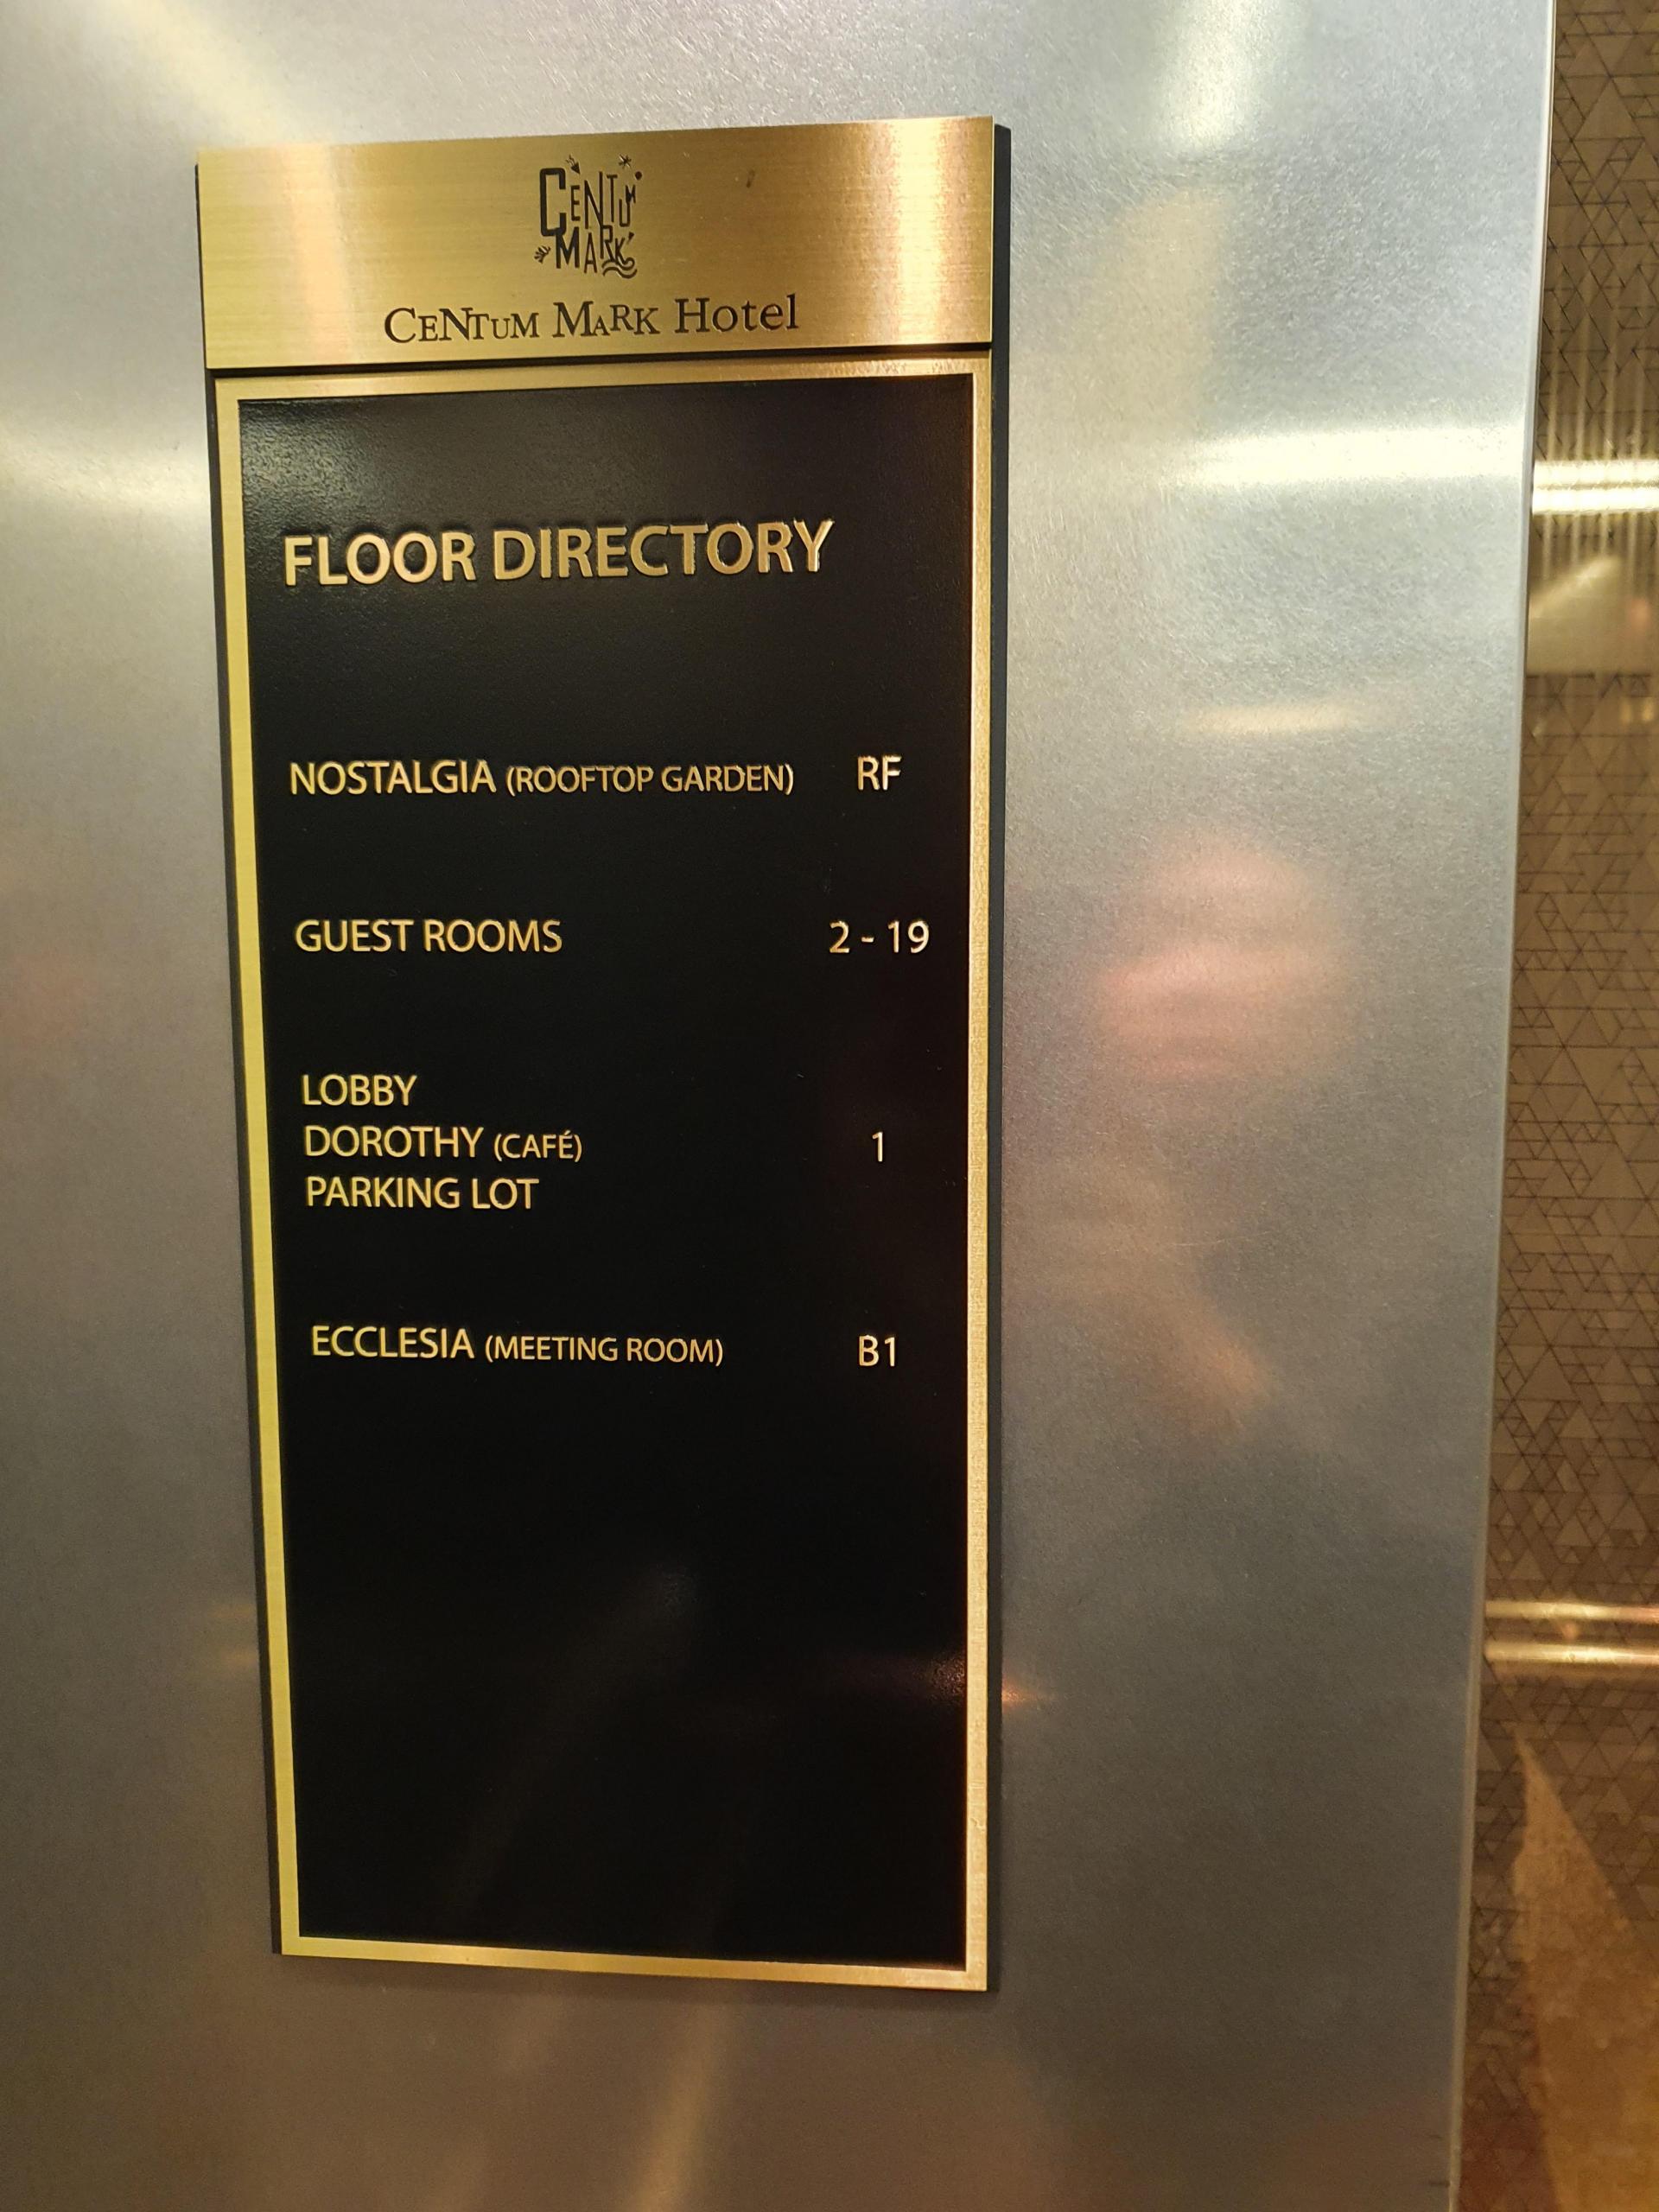 CENTUM
MARK
CENTUM MARK Hotel
FLOOR DIRECTORY
NOSTALGIA (ROOFTOP GARDEN) RF
GUEST ROOMS 2 - 19
LOBBY
DOROTHY (CAFÉ) 1
PARKING LOT
ECCLESIA (MEETING ROOM) B1